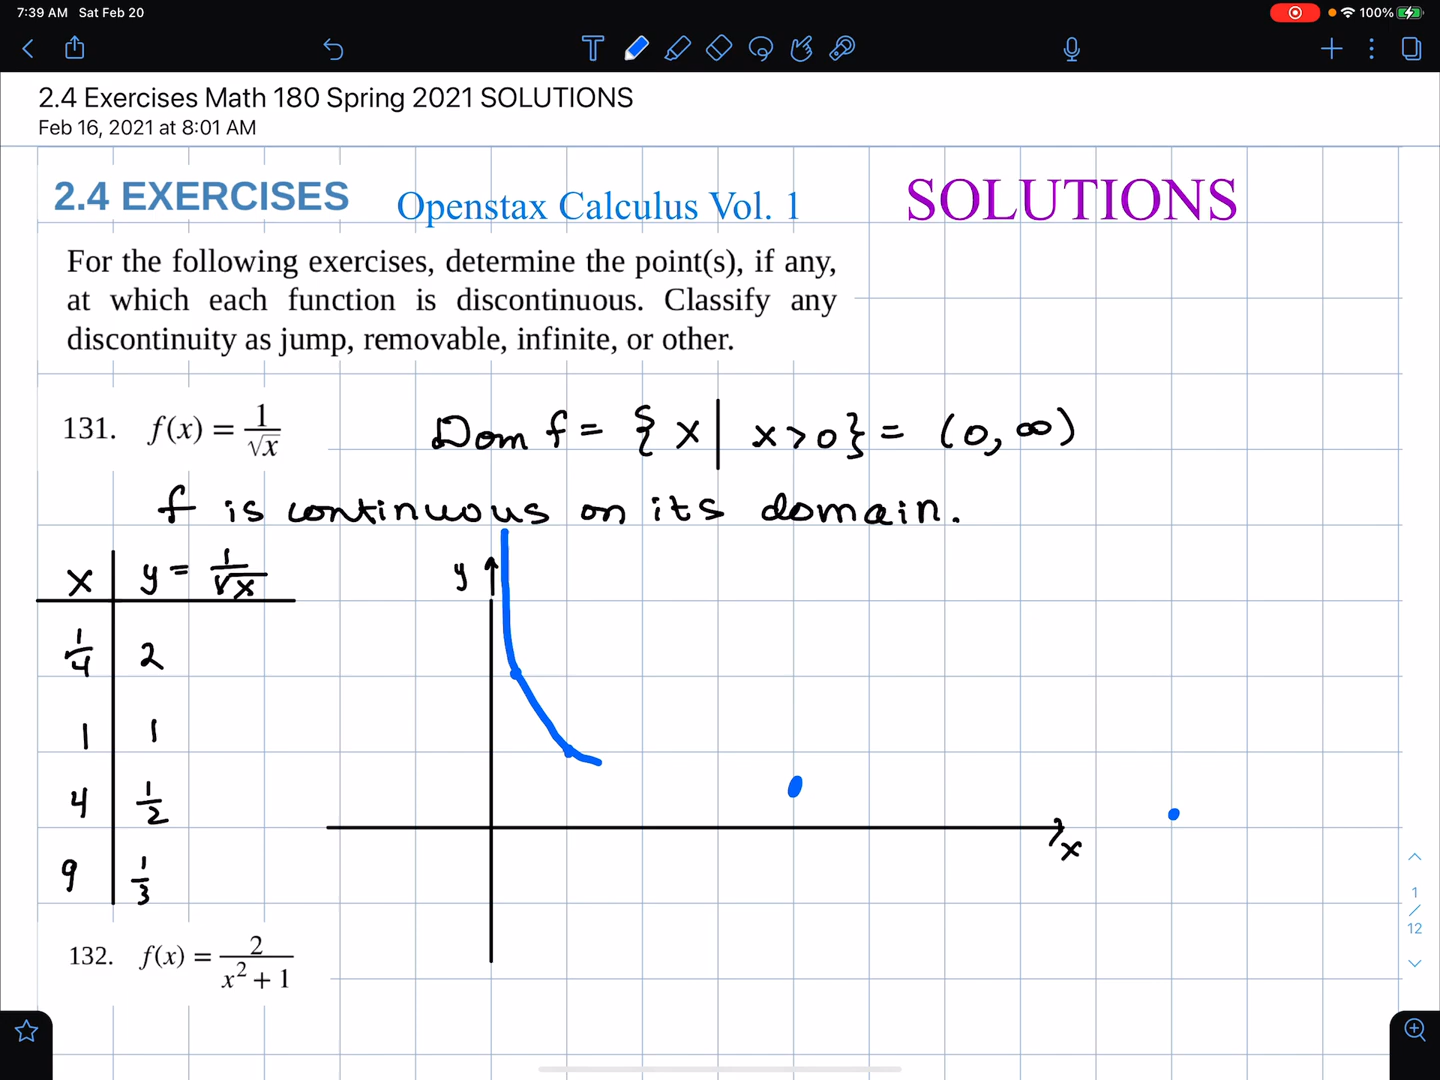 7:39 AM Sat Feb 20 100%
2.4 Exercises Math 180 Spring 2021 SOLUTIONS
Feb 16, 2021 at 8:01 AM
2.4 EXERCISES Openstax Calculus Vol. 1 SOLUTIONS
For the following exercises, determine the point(s), if any,
at which each function is discontinuous. Classify any
discontinuity as jump, removable, infinite, or other.
131. f(x) = 1/√x Dom f = { x | x > 0 } = (0, ∞)
f is continuous on its domain.
x | y = 1/√x
1/4 | 2
1 | 1
4 | 1/2
9 | 1/3
y
x
132. f(x) = 2/(x² + 1)
1
/
12